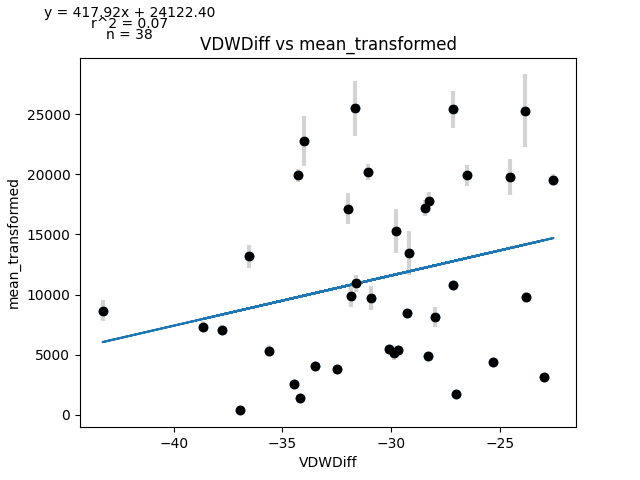 y = 417.92x + 24122.40
r^2 = 0.07
n = 38
VDWDiff vs mean_transformed
mean_transformed
25000
20000
15000
10000
5000
0
−40
−35
−30
−25
VDWDiff